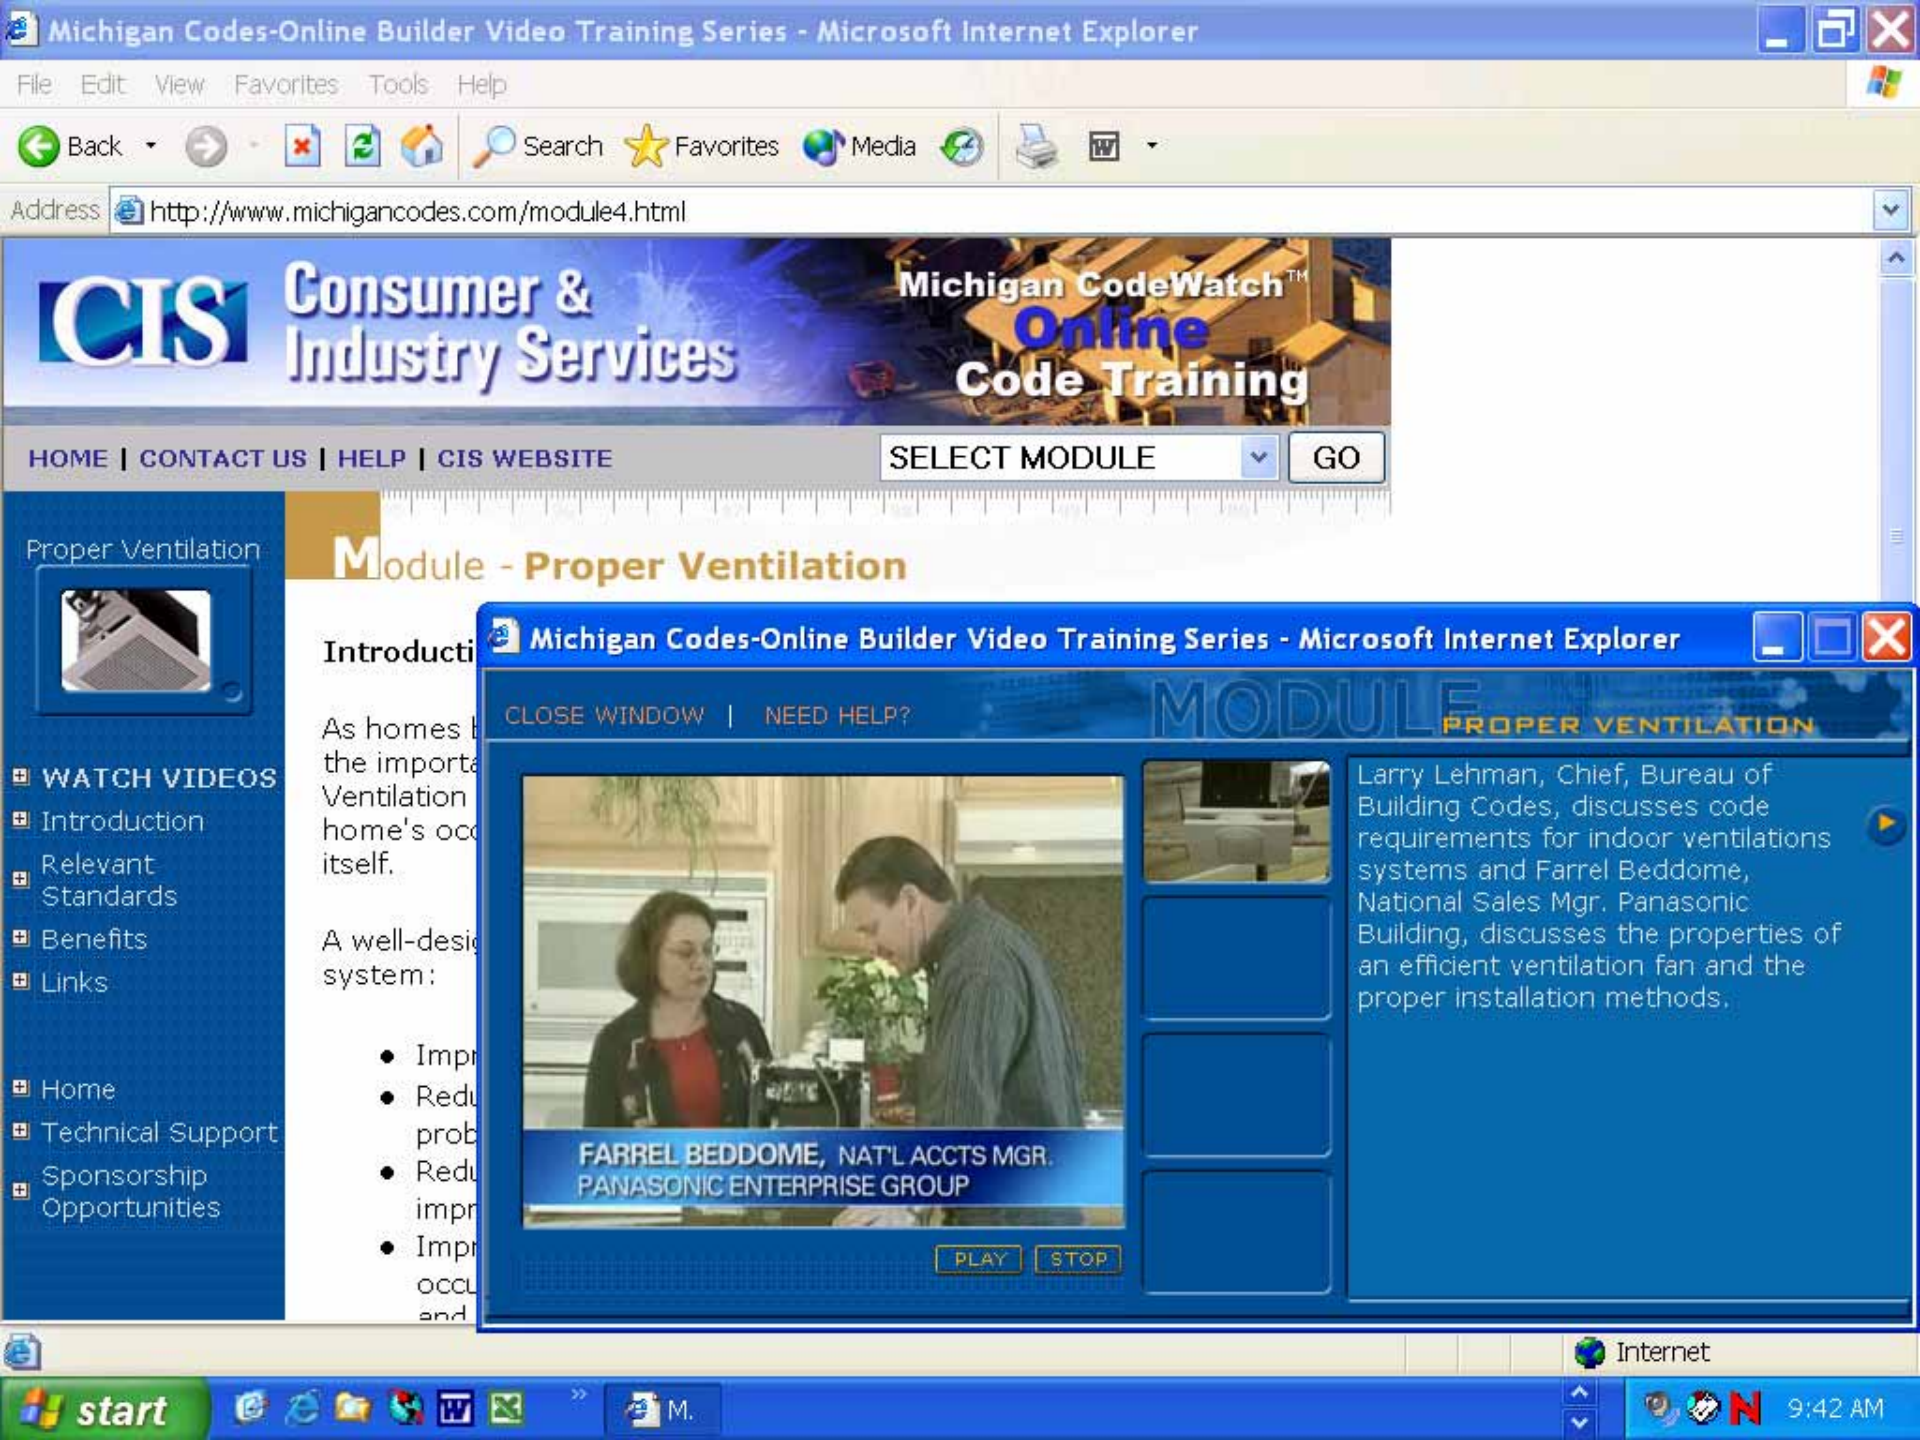 Michigan Codes-Online Builder Video Training Series - Microsoft Internet Explorer
File Edit View Favorites Tools Help
Back Search Favorites Media
Address http://www.michigancodes.com/module4.html
CIS Consumer &
Industry Services
Michigan CodeWatch™
Online
Code Training
HOME | CONTACT US | HELP | CIS WEBSITE
SELECT MODULE GO
Proper Ventilation
WATCH VIDEOS
Introduction
Relevant
Standards
Benefits
Links
Home
Technical Support
Sponsorship
Opportunities
Module - Proper Ventilation
Introducti
As homes
the importa
Ventilation
home's occ
itself.
A well-desig
system:
Impr
Redu
prob
Redu
impr
Impr
occu
and
Michigan Codes-Online Builder Video Training Series - Microsoft Internet Explorer
CLOSE WINDOW | NEED HELP?
MODULE
PROPER VENTILATION
FARREL BEDDOME, NAT'L ACCTS MGR.
PANASONIC ENTERPRISE GROUP
PLAY STOP
Larry Lehman, Chief, Bureau of
Building Codes, discusses code
requirements for indoor ventilations
systems and Farrel Beddome,
National Sales Mgr. Panasonic
Building, discusses the properties of
an efficient ventilation fan and the
proper installation methods.
Internet
start
M.
9:42 AM